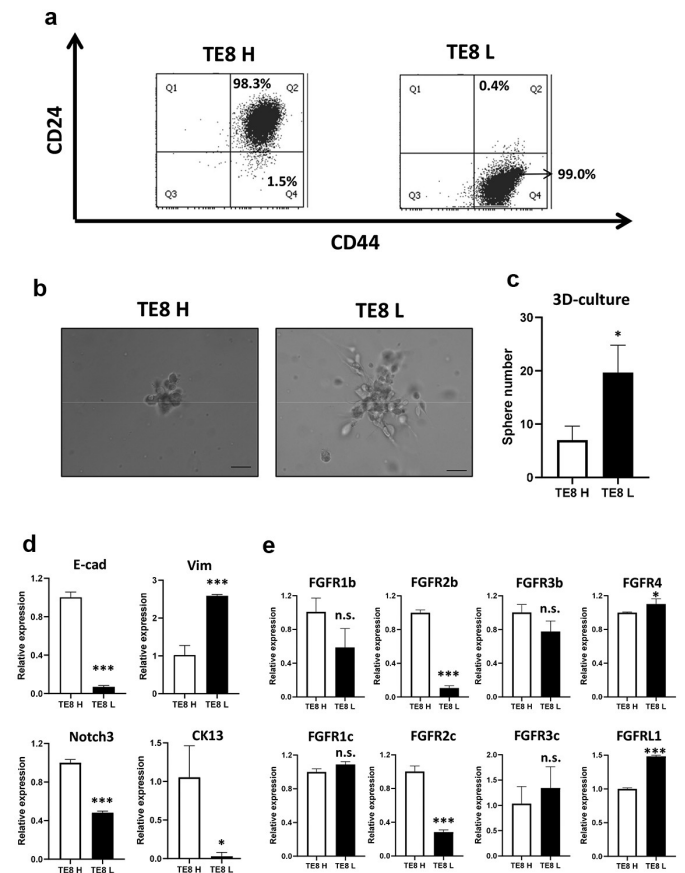 a
TE8 H
TE8 L
CD24
Q1
98.3%
Q2
Q3
1.5%
Q4
Q1
0.4%
Q2
Q3
Q4
99.0%
CD44
b
TE8 H
TE8 L
c
3D-culture
Sphere number
30
20
10
0
*
TE8 H TE8 L
d
E-cad
Relative expression
1.2
0.8
0.4
0.0
***
TE8 H TE8 L
Vim
Relative expression
3
2
1
0
***
TE8 H TE8 L
Notch3
Relative expression
1.2
0.8
0.4
0.0
***
TE8 H TE8 L
CK13
Relative expression
1.5
1.0
0.5
0.0
*
TE8 H TE8 L
e
FGFR1b
Relative expression
1.2
0.8
0.4
0.0
n.s.
TE8 H TE8 L
FGFR2b
Relative expression
1.2
0.8
0.4
0.0
***
TE8 H TE8 L
FGFR3b
Relative expression
1.2
0.8
0.4
0.0
n.s.
TE8 H TE8 L
FGFR4
Relative expression
1.2
0.8
0.4
0.0
*
TE8 H TE8 L
FGFR1c
Relative expression
1.2
0.8
0.4
0.0
n.s.
TE8 H TE8 L
FGFR2c
Relative expression
1.2
0.8
0.4
0.0
***
TE8 H TE8 L
FGFR3c
Relative expression
2.0
1.5
1.0
0.5
0.0
n.s.
TE8 H TE8 L
FGFRL1
Relative expression
1.5
1.0
0.5
0.0
***
TE8 H TE8 L